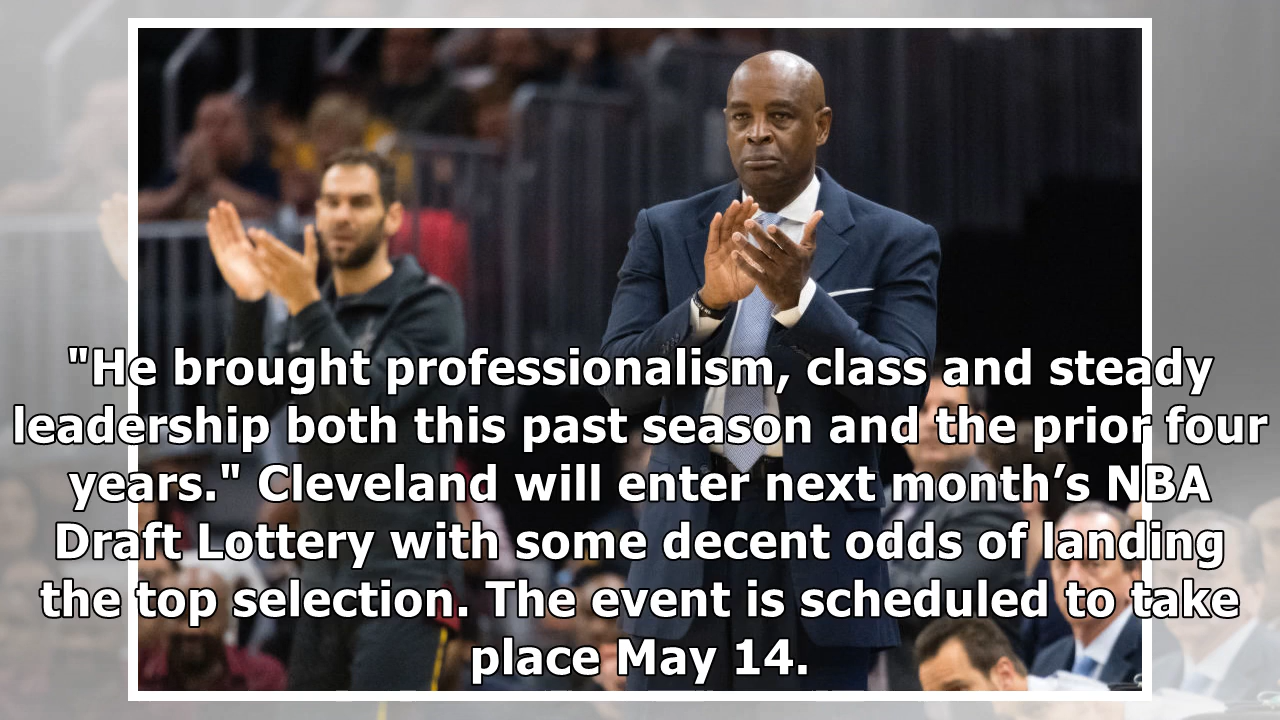 "He brought professionalism, class and steady
leadership both this past season and the prior four
years." Cleveland will enter next month’s NBA
Draft Lottery with some decent odds of landing
the top selection. The event is scheduled to take
place May 14.